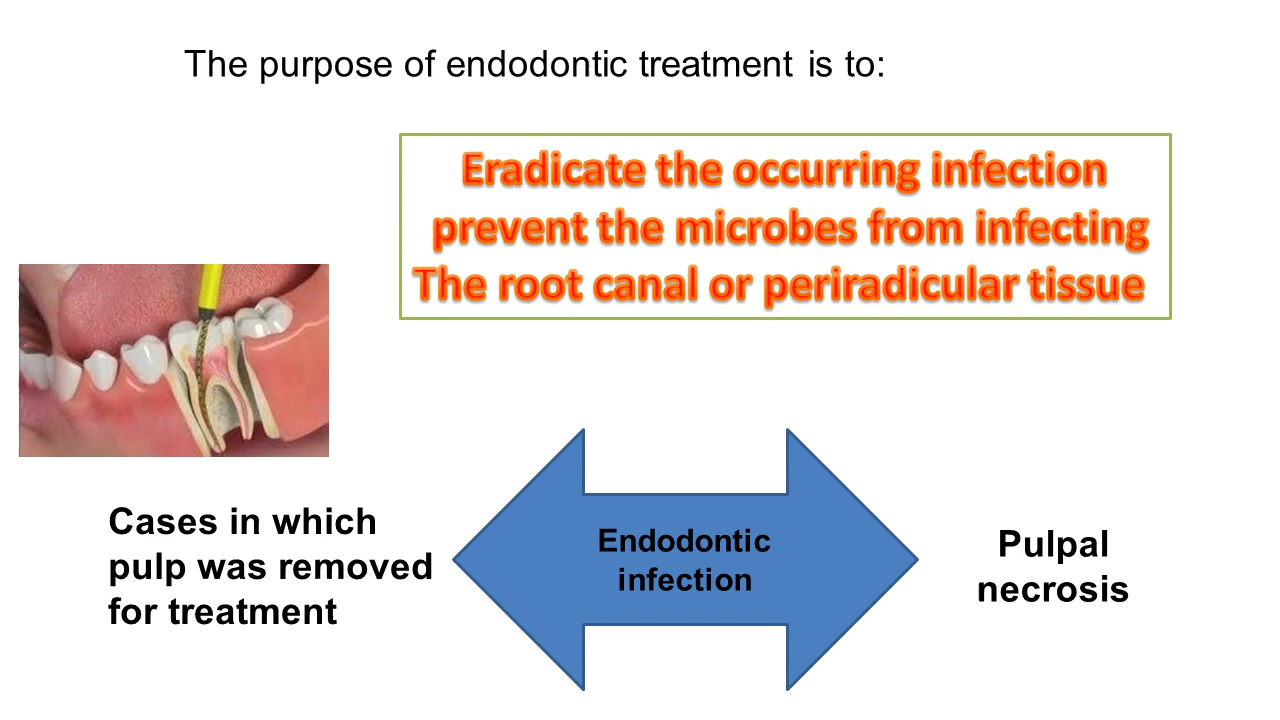 The purpose of endodontic treatment is to:
Eradicate the occurring infection
prevent the microbes from infecting
The root canal or periradicular tissue
Cases in which
pulp was removed
for treatment
Endodontic
infection
Pulpal
necrosis